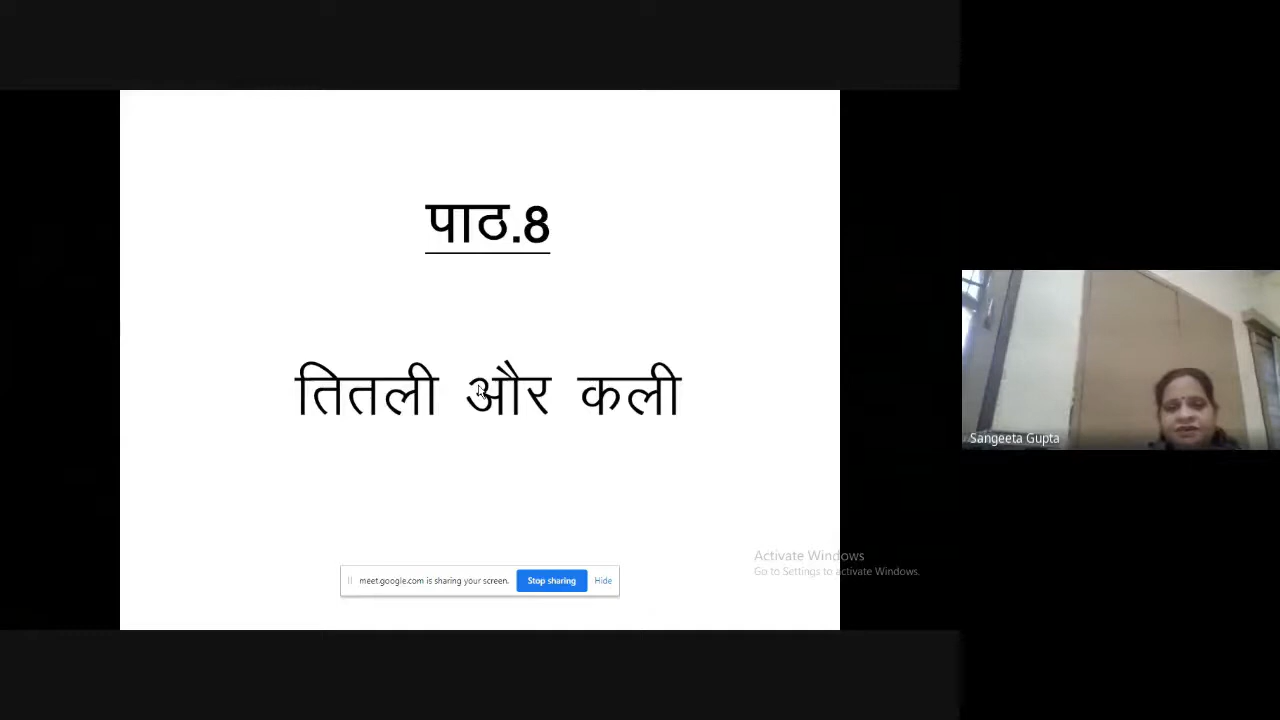 पाठ.8
तितली और कली
meet.google.com is sharing your screen. Stop sharing Hide
Activate Windows
Go to Settings to activate Windows.
Sangeeta Gupta